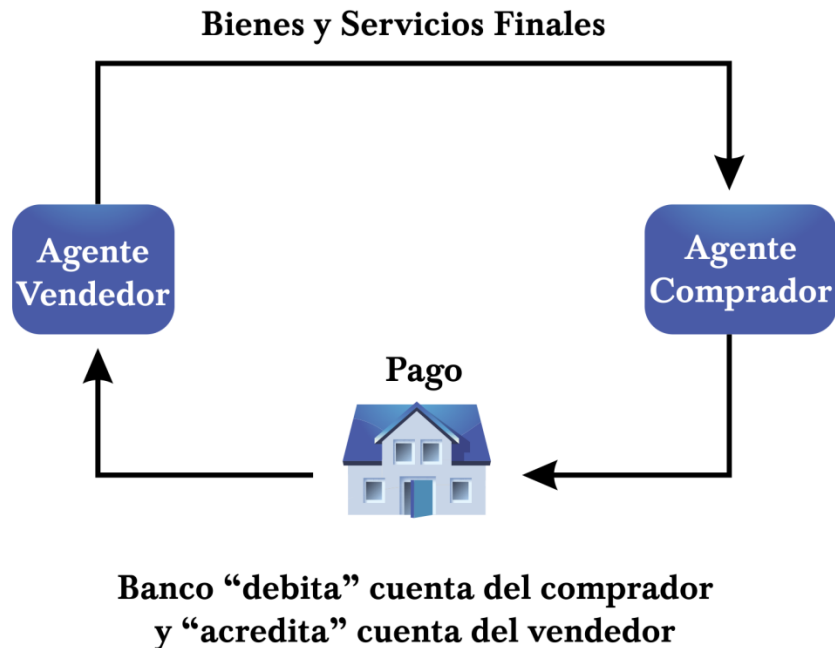 Bienes y Servicios Finales
Agente
Vendedor
Agente
Comprador
Pago
Banco “debita” cuenta del comprador
y “acredita” cuenta del vendedor